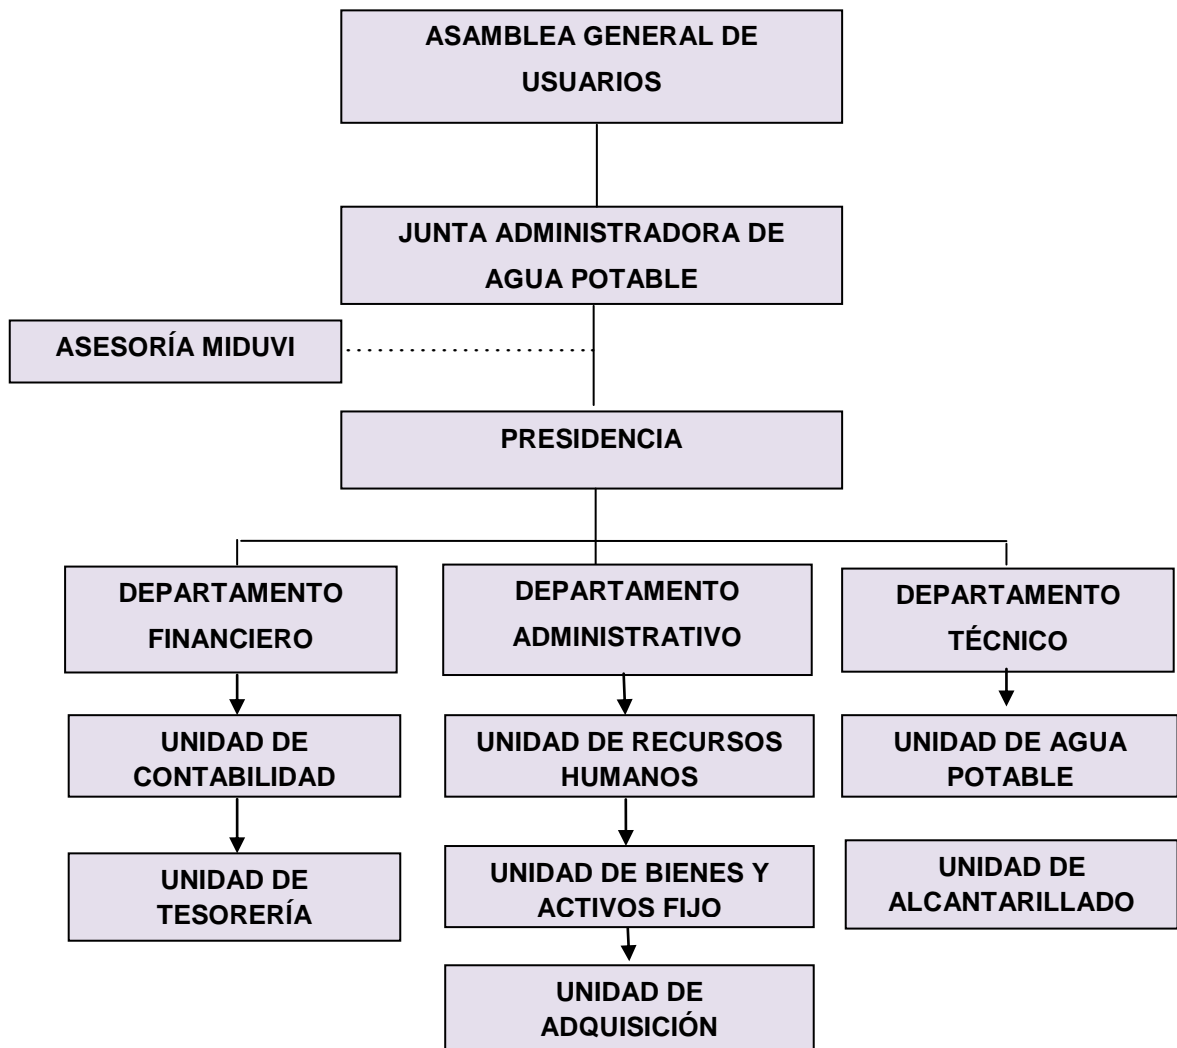 ASAMBLEA GENERAL DE
USUARIOS
JUNTA ADMINISTRADORA DE
AGUA POTABLE
ASESORÍA MIDUVI
PRESIDENCIA
DEPARTAMENTO
FINANCIERO
DEPARTAMENTO
ADMINISTRATIVO
DEPARTAMENTO
TÉCNICO
UNIDAD DE
CONTABILIDAD
UNIDAD DE RECURSOS
HUMANOS
UNIDAD DE AGUA
POTABLE
UNIDAD DE
TESORERÍA
UNIDAD DE BIENES Y
ACTIVOS FIJO
UNIDAD DE
ALCANTARILLADO
UNIDAD DE
ADQUISICIÓN